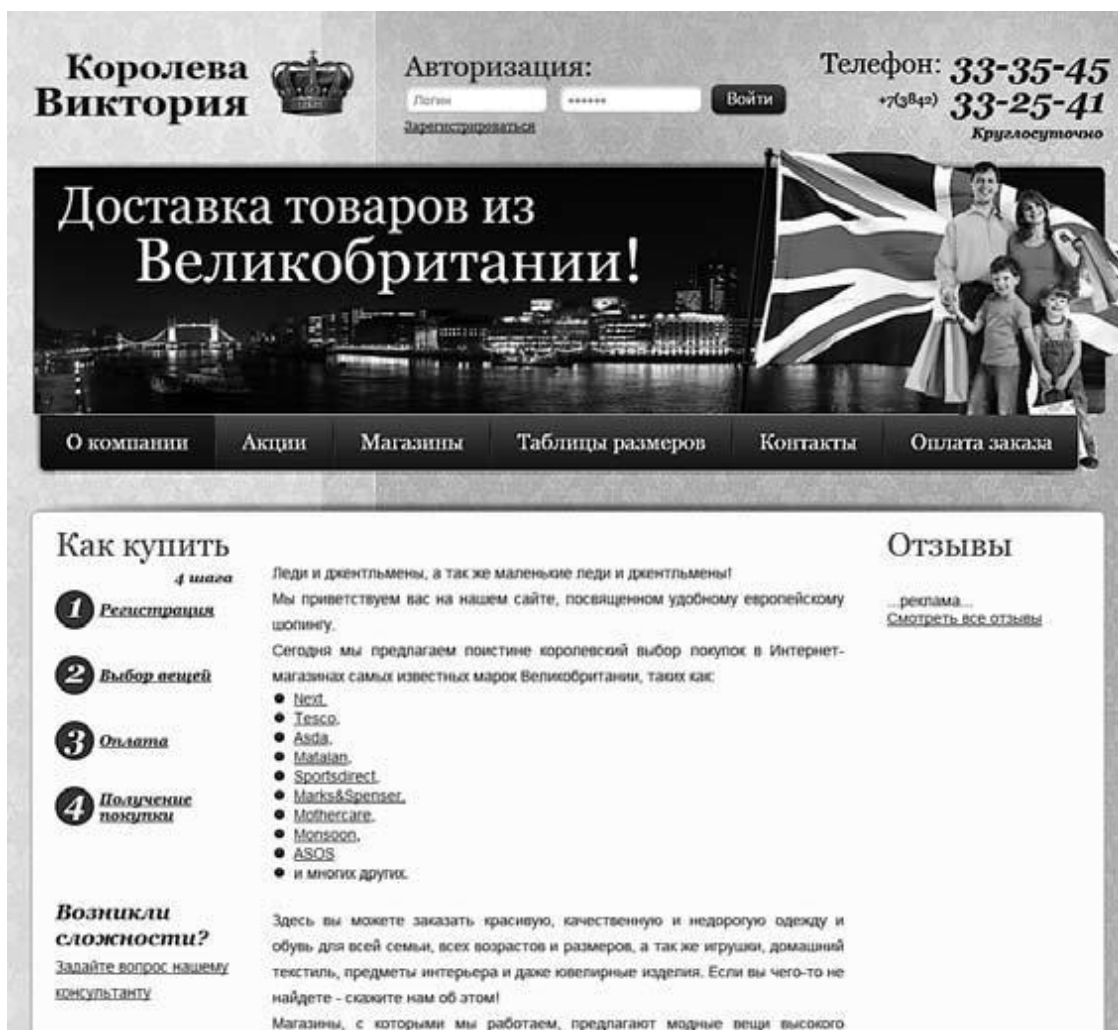 Королева
Виктория
Авторизация:
Логин
••••••
Войти
Зарегистрироваться
Телефон: 33-35-45
+7(3842) 33-25-41
Круглосуточно
Доставка товаров из
Великобритании!
О компании
Акции
Магазины
Таблицы размеров
Контакты
Оплата заказа
Как купить
4 шага
1 Регистрация
2 Выбор вещей
3 Оплата
4 Получение
покупки
Возникли
сложности?
Задайте вопрос нашему
консультанту
Леди и джентльмены, а так же маленькие леди и джентльмены!
Мы приветствуем вас на нашем сайте, посвященном удобному европейскому
шопингу.
Сегодня мы предлагаем поистине королевский выбор покупок в Интернет-
магазинах самых известных марок Великобритании, таких как:
Next,
Tesco,
Asda,
Matalan,
Sportsdirect,
Marks&Spenser,
Mothercare,
Monsoon,
ASOS
и многих других.
Здесь вы можете заказать красивую, качественную и недорогую одежду и
обувь для всей семьи, всех возрастов и размеров, а так же игрушки, домашний
текстиль, предметы интерьера и даже ювелирные изделия. Если вы чего-то не
найдете - скажите нам об этом!
Магазины, с которыми мы работаем, предлагают модные вещи высокого
Отзывы
...реклама...
Смотреть все отзывы